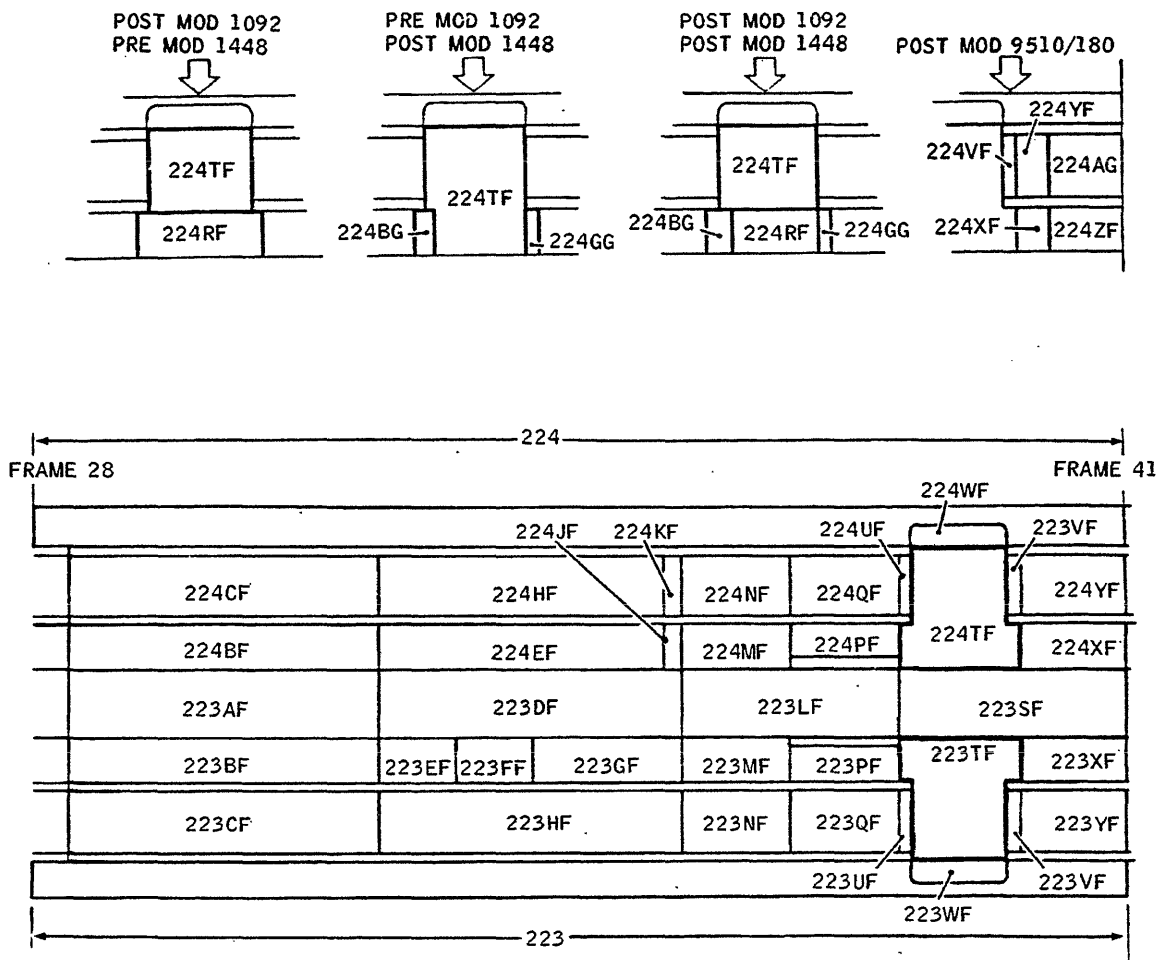 POST MOD 1092
PRE MOD 1448
PRE MOD 1092
POST MOD 1448
POST MOD 1092
POST MOD 1448
POST MOD 9510/180
224TF
224RF
224TF
224BG
224GG
224TF
224BG
224RF
224GG
224YF
224VF
224AG
224XF
224ZF
224
FRAME 28
FRAME 41
224WF
224JF
224KF
224UF
223VF
224CF
224HF
224NF
224QF
224YF
224TF
224BF
224EF
224MF
224PF
224XF
223AF
223DF
223LF
223SF
223TF
223BF
223EF
223FF
223GF
223MF
223PF
223XF
223CF
223HF
223NF
223QF
223YF
223UF
223VF
223WF
223